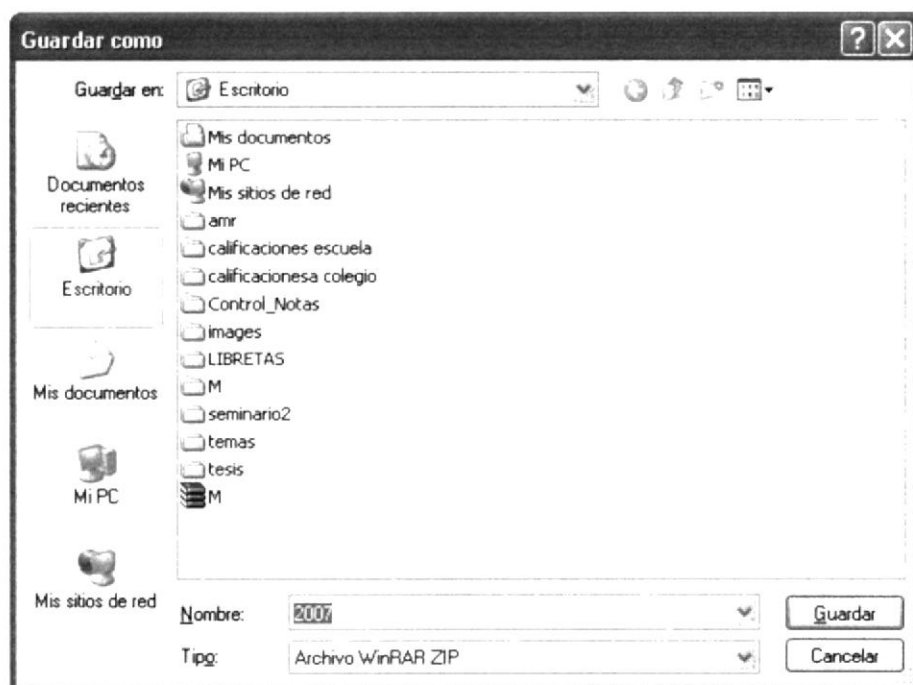 Guardar como
Guardar en:
Escritorio
Documentos
recientes
Escritorio
Mis documentos
Mi PC
Mis sitios de red
Mis documentos
Mi PC
Mis sitios de red
amr
calificaciones escuela
calificacionesa colegio
Control_Notas
images
LIBRETAS
M
seminario2
temas
tesis
M
Nombre:
2007
Guardar
Tipo:
Archivo WinRAR ZIP
Cancelar